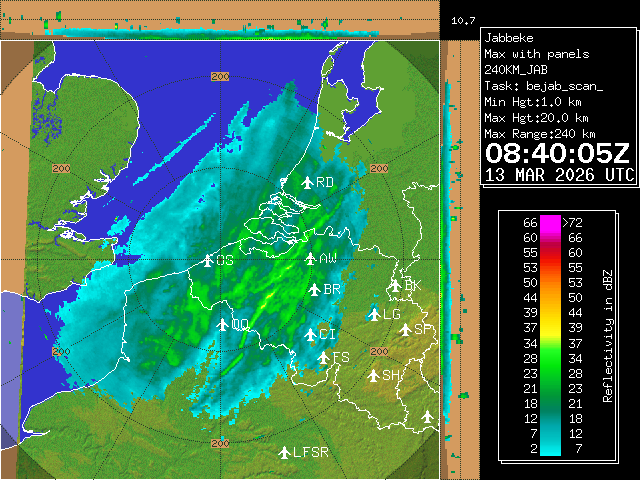 10.7
Jabbeke
Max with panels
240KM_JAB
Task: bejab_scan_
Min Hgt:1.0 km
Max Hgt:20.0 km
Max Range:240 km
08:40:05Z
13 MAR 2026 UTC
200
200
200
RD
OS
AW
BR
BK
LG
QO
SP
CI
200
FS
200
SH
200
LFSR
66 >72
60 66
55 59
53 55
50 53
44 50
39 44
37 39
34 37
28 34
24 28
23 24
21 23
18 21
12 18
7 12
2 7
Reflectivity in dBZ